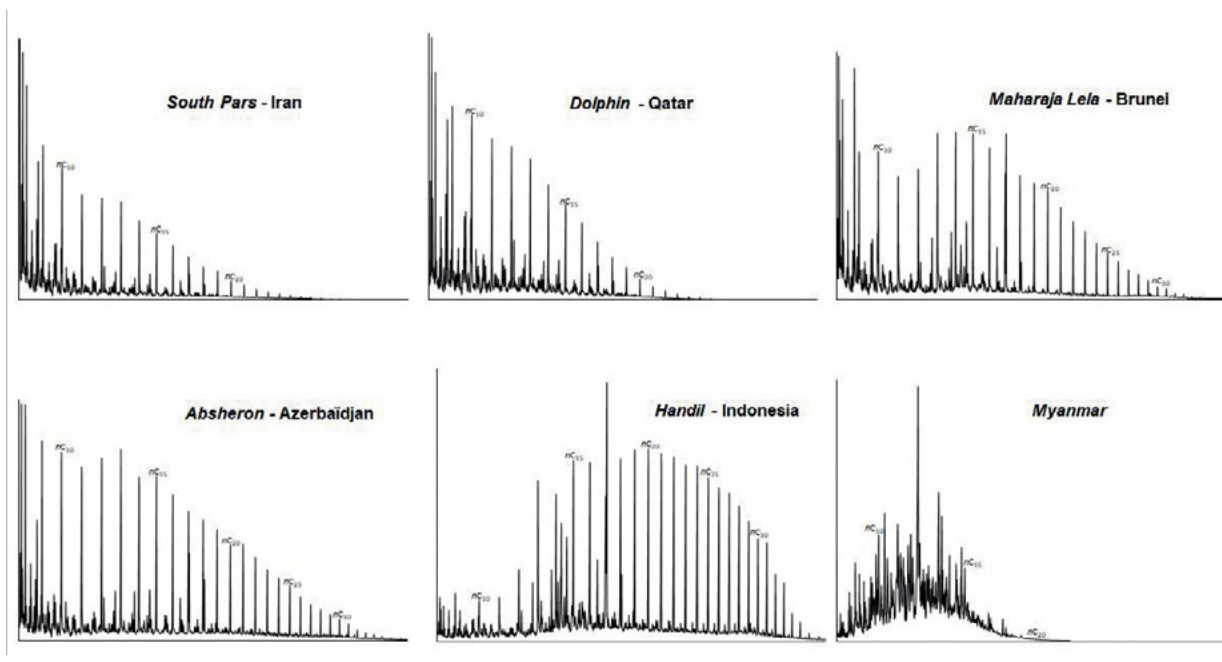 South Pars - Iran
nC10
nC15
nC20
Dolphin - Qatar
nC10
nC15
nC20
Maharaja Lela - Brunei
nC10
nC15
nC20
nC25
nC30
Absheron - Azerbaïdjan
nC10
nC15
nC20
nC25
nC30
Handil - Indonesia
nC10
nC15
nC20
nC25
nC30
Myanmar
nC10
nC15
nC20